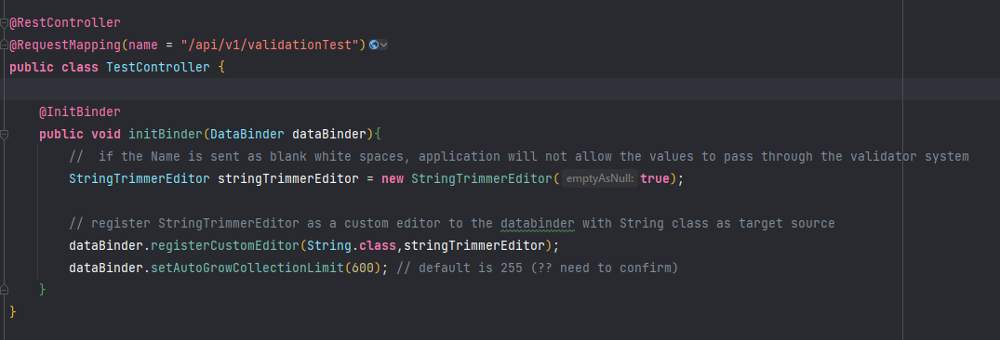 @RestController
@RequestMapping(name = "/api/v1/validationTest")
public class TestController {
@InitBinder
public void initBinder(DataBinder dataBinder){
//  if the Name is sent as blank white spaces, application will not allow the values to pass through the validator system
StringTrimmerEditor stringTrimmerEditor = new StringTrimmerEditor( emptyAsNull: true);
// register StringTrimmerEditor as a custom editor to the databinder with String class as target source
dataBinder.registerCustomEditor(String.class,stringTrimmerEditor);
dataBinder.setAutoGrowCollectionLimit(600); // default is 255 (?? need to confirm)
}
}